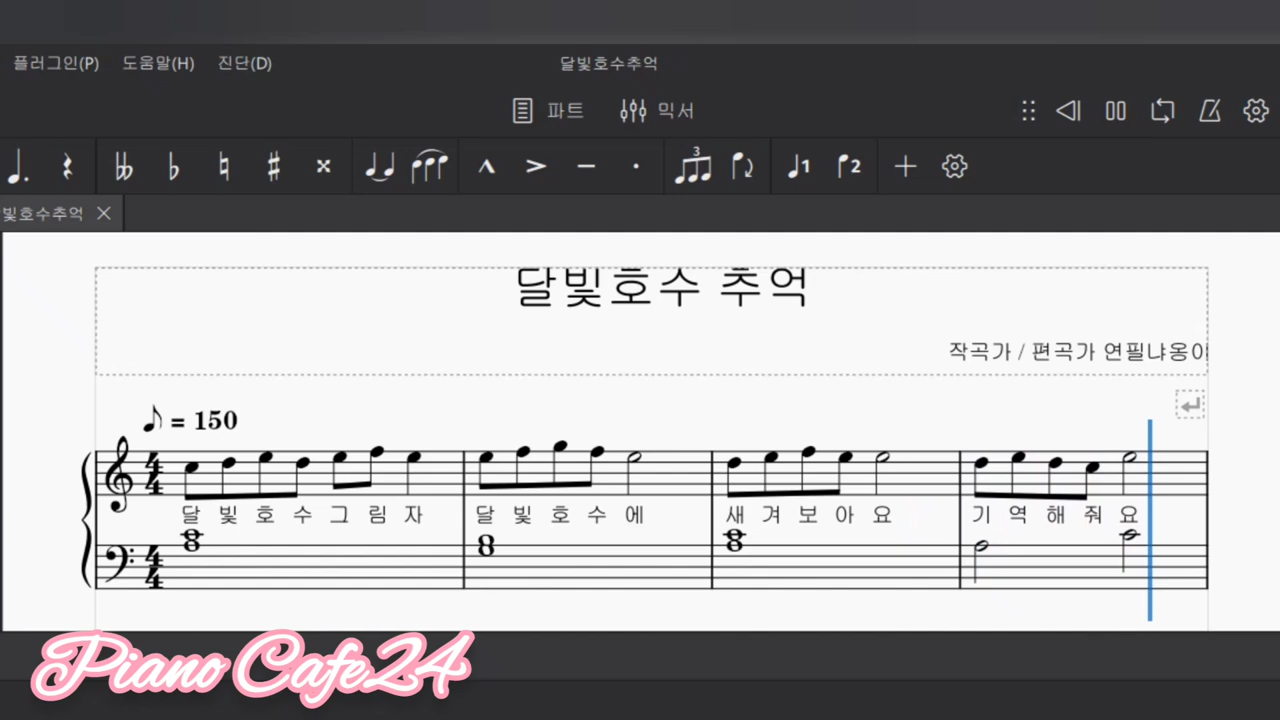 플러그인(P) 도움말(H) 진단(D) 달빛호수추억
파트 믹서
3 1 2
빛호수추억
달빛호수 추억
작곡가 / 편곡가 연필냐옹이
= 150
달 빛 호 수 그 림 자 달 빛 호 수 에 새 겨 보 아 요 기 억 해 줘 요
Piano Cafe24